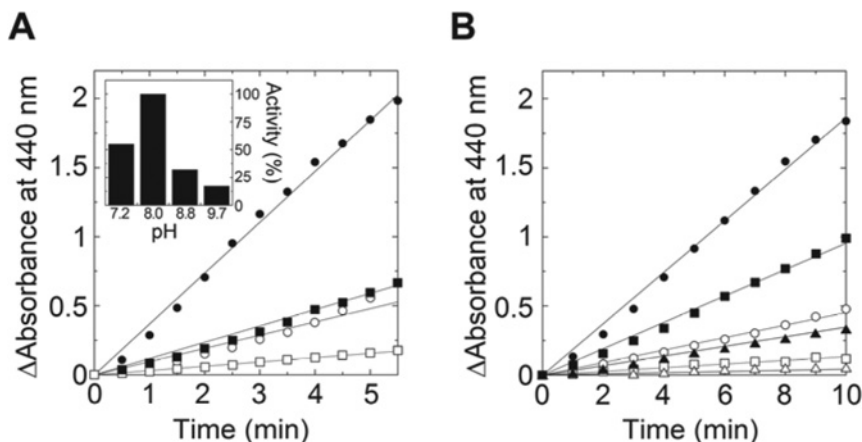 A
B
ΔAbsorbance at 440 nm
2
1.5
1
0.5
0
0 1 2 3 4 5
Time (min)
Activity (%)
100
75
50
25
0
7.2 8.0 8.8 9.7
pH
ΔAbsorbance at 440 nm
2
1.5
1
0.5
0
0 2 4 6 8 10
Time (min)